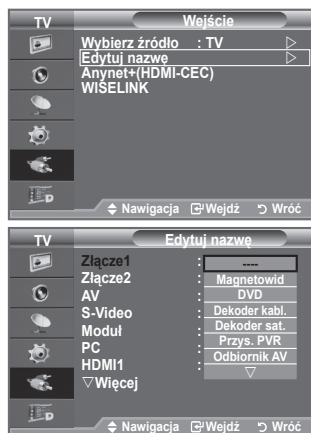 TV Wejście
Wybierz źródło : TV ▷
Edytuj nazwę ▷
Anynet+(HDMI-CEC)
WISELINK
Nawigacja Wejdź Wróć
TV Edytuj nazwę
Złącze1 : ----
Złącze2 : Magnetowid
AV : DVD
S-Video : Dekoder kabl.
Moduł : Dekoder sat.
PC : Przys. PVR
HDMI1 : Odbiornik AV
▽Więcej ▽
Nawigacja Wejdź Wróć